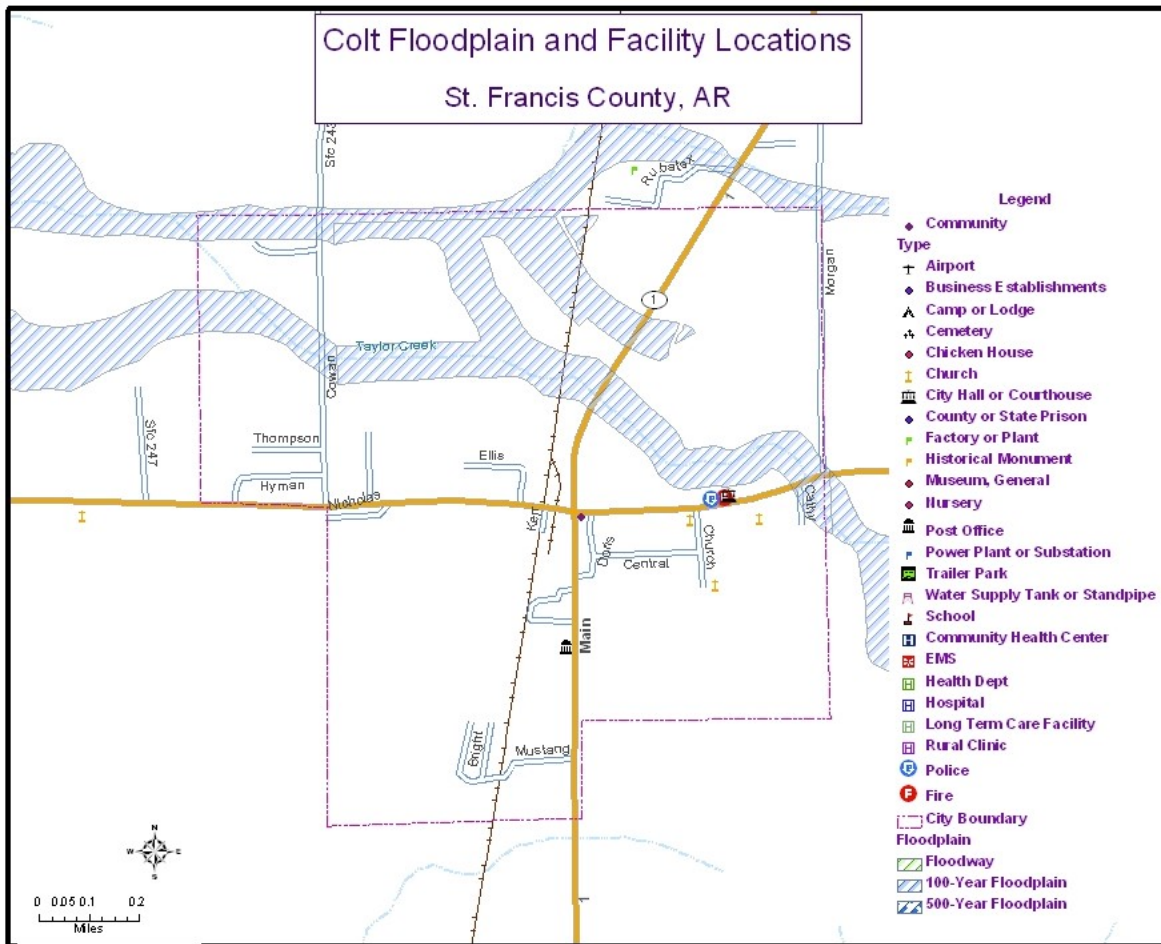 Colt Floodplain and Facility Locations
St. Francis County, AR
Sfc 243
Rubatex
1
Morgan
1
Taylor Creek
Cowan
Sfc 247
Thompson
Ellis
Hyman
Nicholas
Kern
Cathy
Doris
Church
Central
Main
Bright
Mustang
1
N
W E
S
0 0.05 0.1 0.2
Miles
Legend
Community
Type
Airport
Business Establishments
Camp or Lodge
Cemetery
Chicken House
Church
City Hall or Courthouse
County or State Prison
Factory or Plant
Historical Monument
Museum, General
Nursery
Post Office
Power Plant or Substation
Trailer Park
Water Supply Tank or Standpipe
School
Community Health Center
EMS
Health Dept
Hospital
Long Term Care Facility
Rural Clinic
Police
Fire
City Boundary
Floodplain
Floodway
100-Year Floodplain
500-Year Floodplain